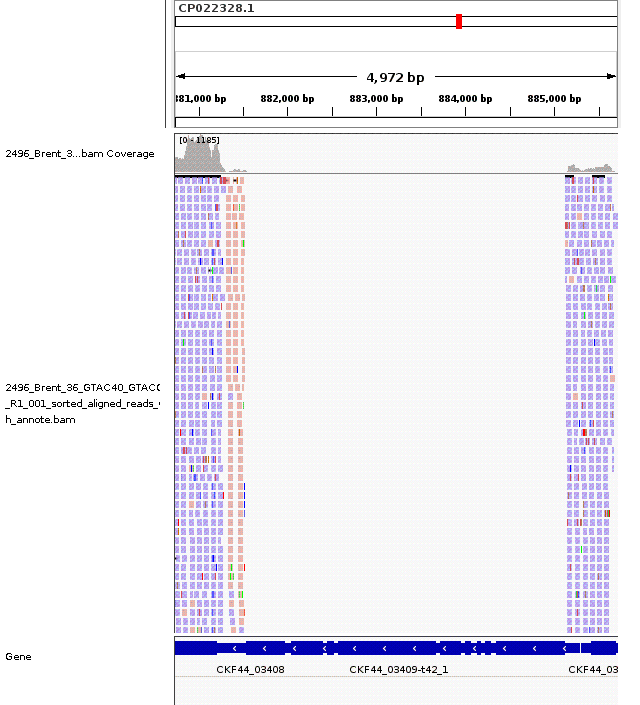 CP022328.1
4,972 bp
881,000 bp 882,000 bp 883,000 bp 884,000 bp 885,000 bp
[0 - 1185]
2496_Brent_3...bam Coverage
2496_Brent_36_GTAC40_GTACC
_R1_001_sorted_aligned_reads_
h_annote.bam
Gene
CKF44_03408 CKF44_03409-t42_1 CKF44_03